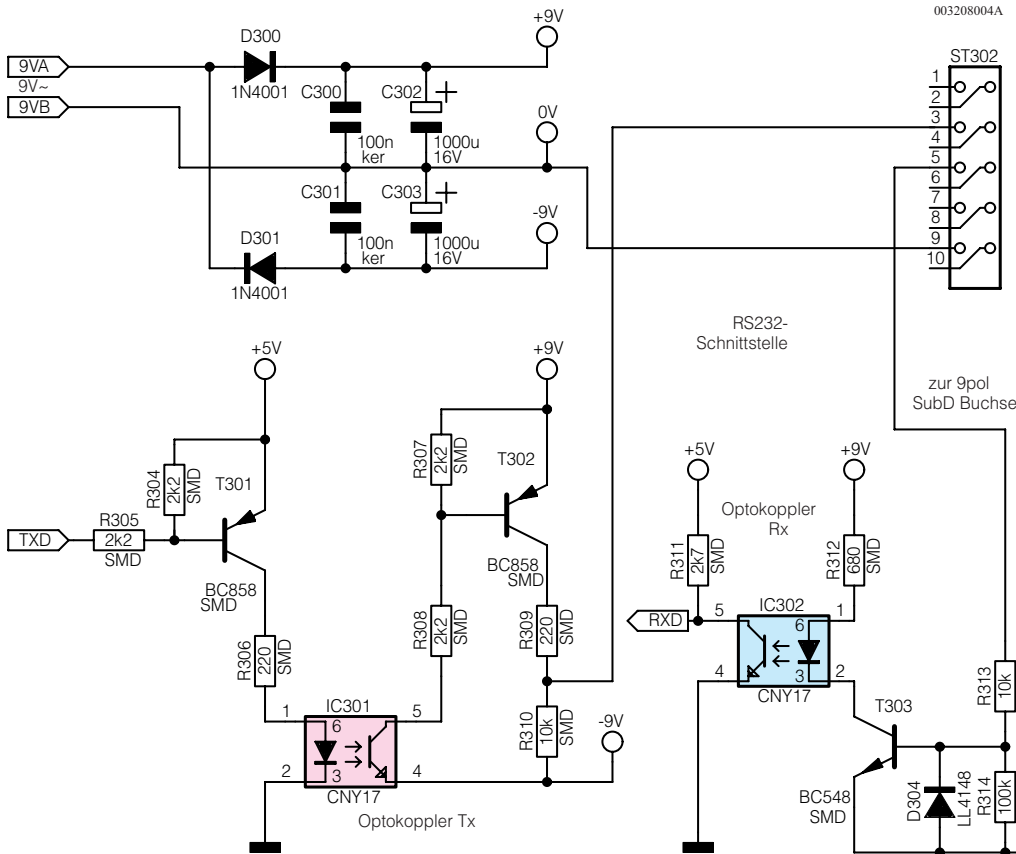 003208004A
+9V
D300
ST302
9VA
9V~
9VB
1N4001
C300
C302
+
100n
ker
1000u
16V
0V
C301
C303
+
-9V
D301
1N4001
100n
ker
1000u
16V
1
2
3
4
5
6
7
8
9
10
RS232-
Schnittstelle
zur 9pol
SubD Buchse
+5V
+9V
R304
2k2
SMD
T301
R307
2k2
SMD
T302
+5V
+9V
Optokoppler
Rx
TXD
R305
2k2
SMD
BC858
SMD
BC858
SMD
R311
2k7
SMD
R312
680
SMD
R306
220
SMD
R308
2k2
SMD
R309
220
SMD
RXD
5
IC302
1
6
4
3
2
CNY17
R313
10k
SMD
T303
IC301
1
6
5
2
3
4
CNY17
R310
10k
SMD
-9V
BC548
SMD
D304
LL4148
R314
100k
Optokoppler Tx